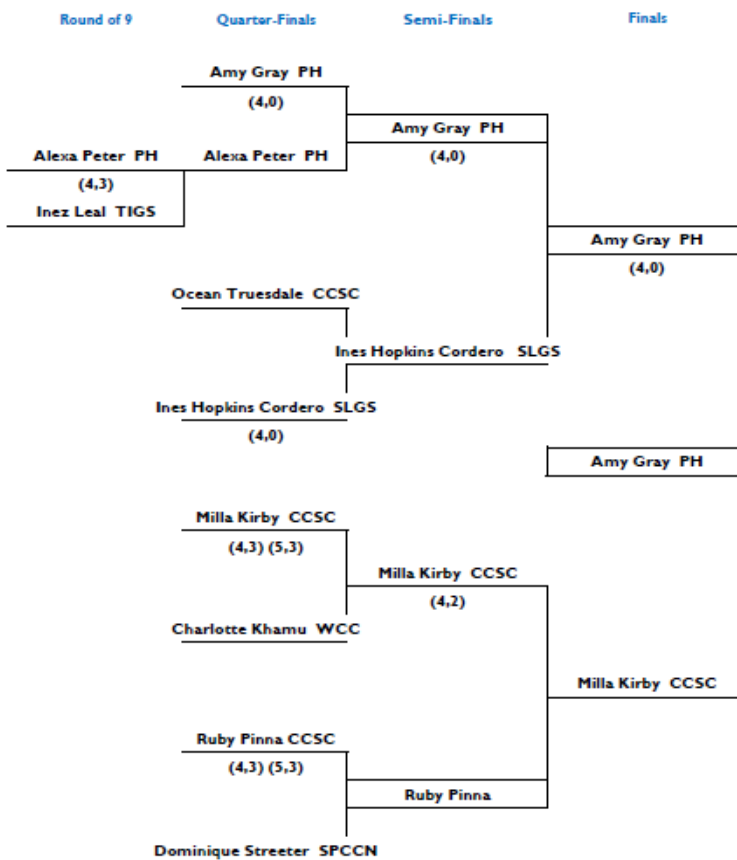 Round of 9 Quarter-Finals Semi-Finals Finals
Amy Gray PH
(4,0)
Amy Gray PH
(4,0)
Alexa Peter PH
Alexa Peter PH
(4,3)
Inez Leal TIGS
Amy Gray PH
(4,0)
Ocean Truesdale CCSC
Ines Hopkins Cordero SLGS
Ines Hopkins Cordero SLGS
(4,0)
Amy Gray PH
Milla Kirby CCSC
(4,3) (5,3)
Milla Kirby CCSC
(4,2)
Charlotte Khamu WCC
Milla Kirby CCSC
Ruby Pinna CCSC
(4,3) (5,3)
Ruby Pinna
Dominique Streeter SPCCN